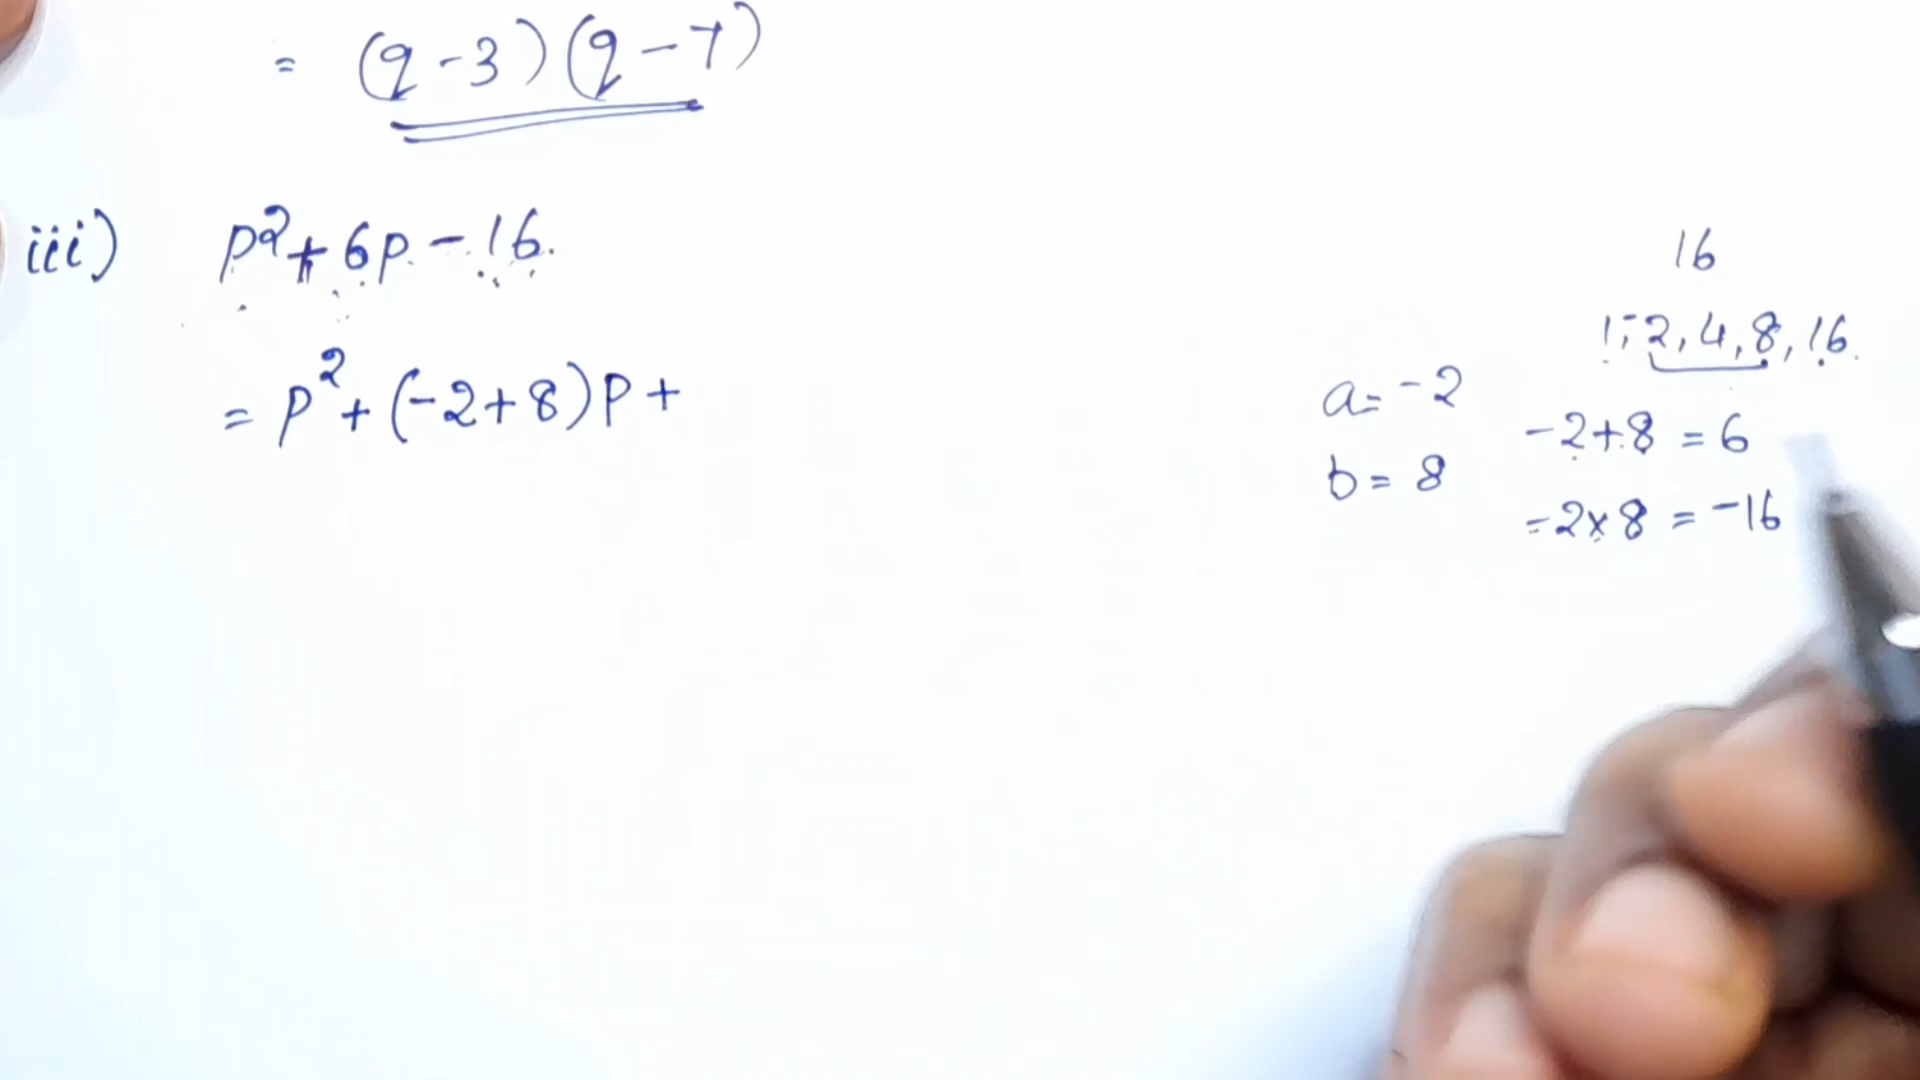 = (q-3)(q-7)
iii) p²+6p-16.
= p²+(-2+8)p+
16
1,2,4,8,16.
a=-2
b=8
-2+8=6
-2×8=-16